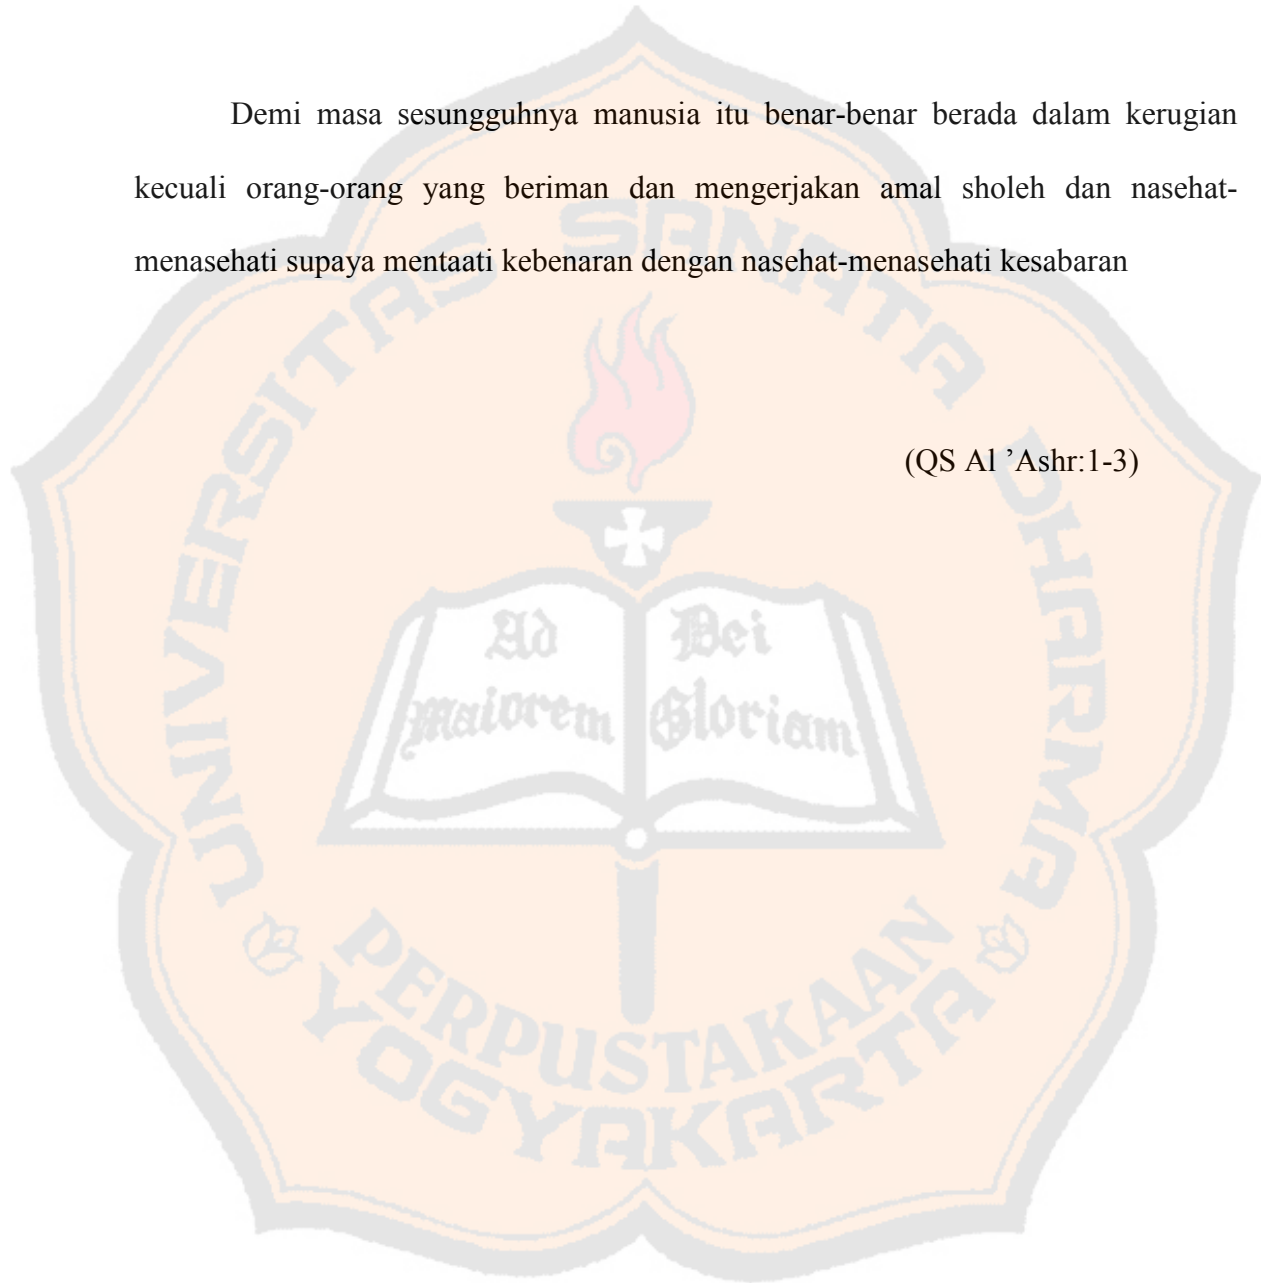 Demi masa sesungguhnya manusia itu benar-benar berada dalam kerugian
kecuali orang-orang yang beriman dan mengerjakan amal sholeh dan nasehat-
menasehati supaya mentaati kebenaran dengan nasehat-menasehati kesabaran
(QS Al ’Ashr:1-3)
UNIVERSITAS SANATA DHARMA
Ad Dei
maiorem Gloriam
PERPUSTAKAAN
YOGYAKARTA